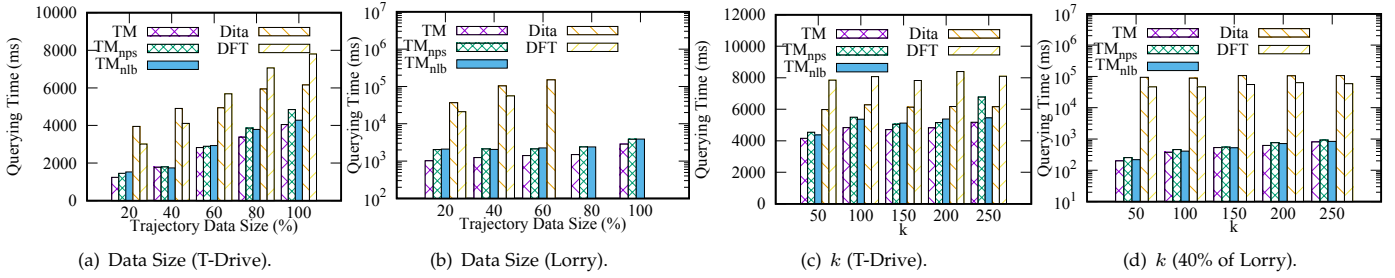 Querying Time (ms)
10000
8000
6000
4000
2000
0
TM
TMnps
TMnlb
Dita
DFT
20 40 60 80 100
Trajectory Data Size (%)
(a) Data Size (T-Drive).
Querying Time (ms)
10^7
10^6
10^5
10^4
10^3
10^2
TM
TMnps
TMnlb
Dita
DFT
20 40 60 80 100
Trajectory Data Size (%)
(b) Data Size (Lorry).
Querying Time (ms)
12000
10000
8000
6000
4000
2000
0
TM
TMnps
TMnlb
Dita
DFT
50 100 150 200 250
k
(c) k (T-Drive).
Querying Time (ms)
10^7
10^6
10^5
10^4
10^3
10^2
10^1
TM
TMnps
TMnlb
Dita
DFT
50 100 150 200 250
k
(d) k (40% of Lorry).